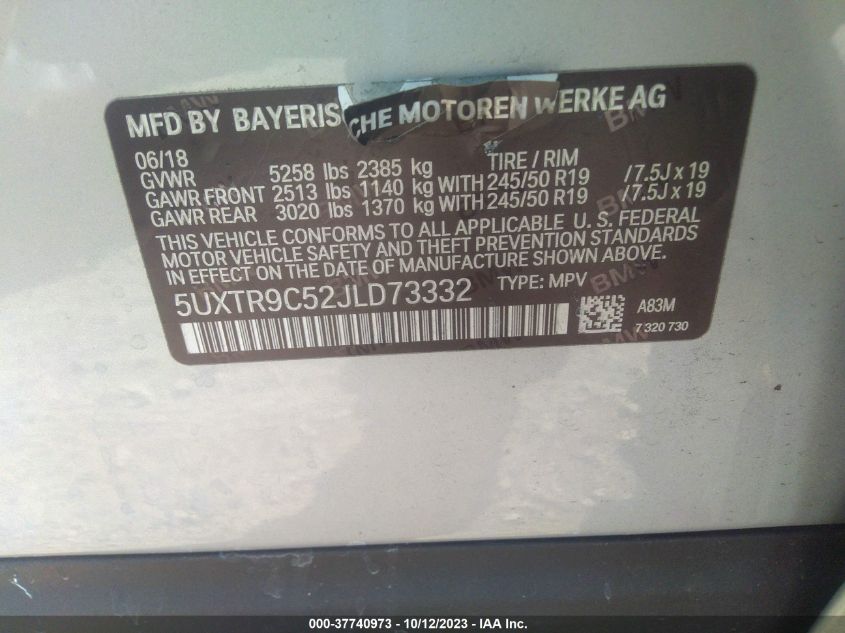 MFD BY BAYERISCHE MOTOREN WERKE AG
06/18 TIRE / RIM
GVWR 5258 lbs 2385 kg
GAWR FRONT 2513 lbs 1140 kg WITH 245/50 R19 /7.5J x 19
GAWR REAR 3020 lbs 1370 kg WITH 245/50 R19 /7.5J x 19
THIS VEHICLE CONFORMS TO ALL APPLICABLE U. S. FEDERAL
MOTOR VEHICLE SAFETY AND THEFT PREVENTION STANDARDS
IN EFFECT ON THE DATE OF MANUFACTURE SHOWN ABOVE.
5UXTR9C52JLD73332 TYPE: MPV
A83M
7 320 730
000-37740973 - 10/12/2023 - IAA Inc.